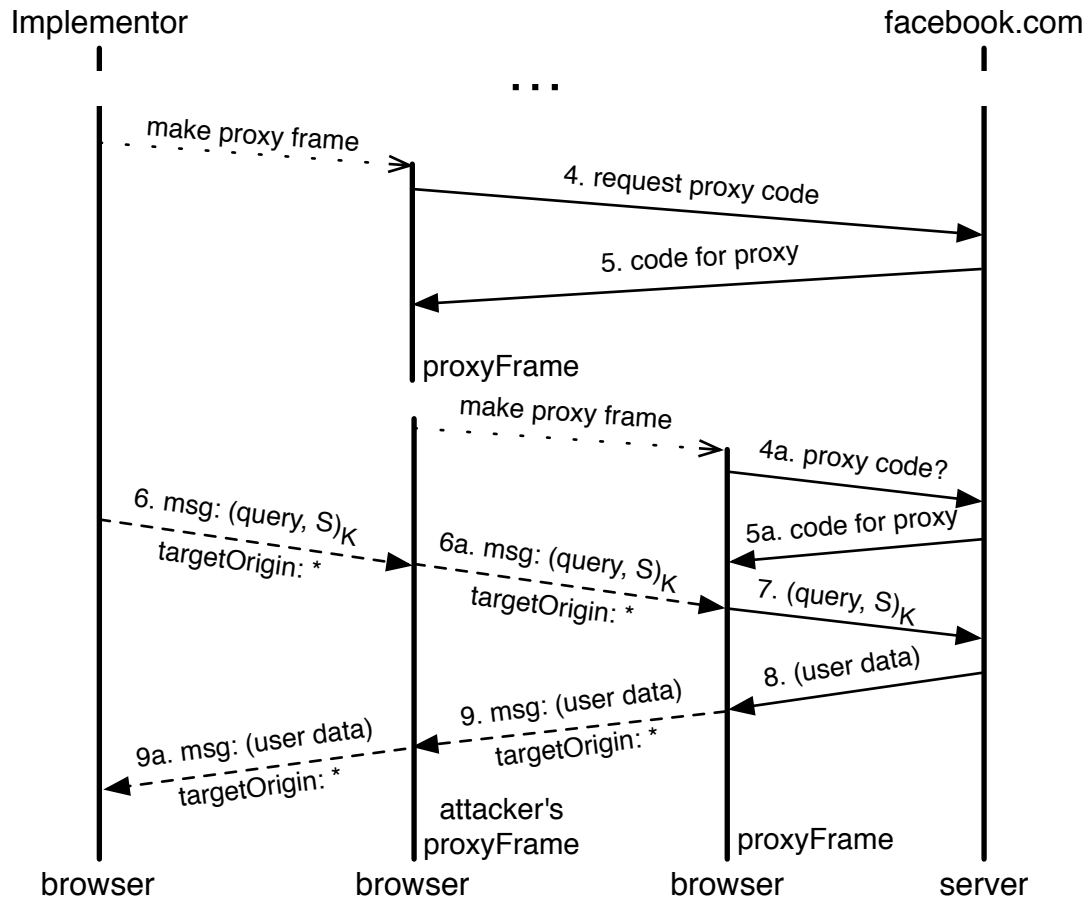 Implementor
facebook.com
...
make proxy frame
4. request proxy code
5. code for proxy
proxyFrame
make proxy frame
4a. proxy code?
5a. code for proxy
6. msg: (query, S)K
targetOrigin: *
6a. msg: (query, S)K
targetOrigin: *
7. (query, S)K
8. (user data)
9. msg: (user data)
targetOrigin: *
9a. msg: (user data)
targetOrigin: *
attacker's
proxyFrame
proxyFrame
browser
browser
browser
server